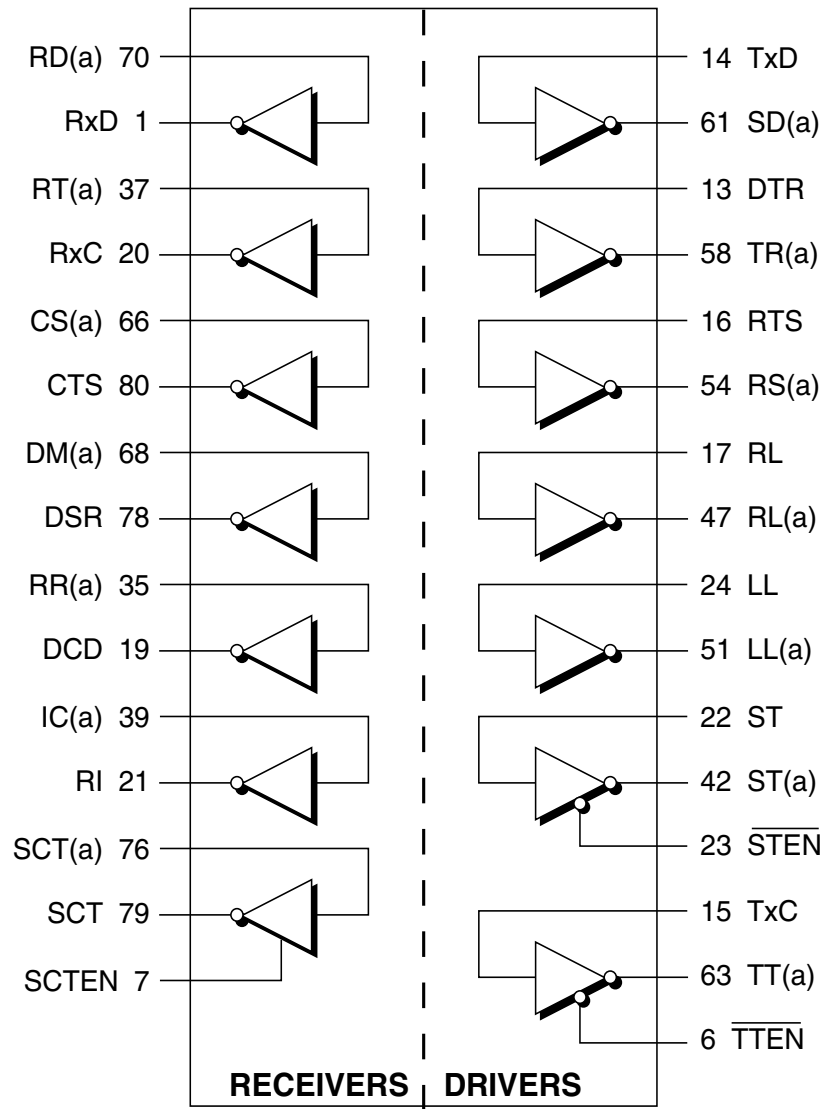 RD(a) 70
RxD 1
RT(a) 37
RxC 20
CS(a) 66
CTS 80
DM(a) 68
DSR 78
RR(a) 35
DCD 19
IC(a) 39
RI 21
SCT(a) 76
SCT 79
SCTEN 7
RECEIVERS
14 TxD
61 SD(a)
13 DTR
58 TR(a)
16 RTS
54 RS(a)
17 RL
47 RL(a)
24 LL
51 LL(a)
22 ST
42 ST(a)
23 S̅T̅E̅N̅
15 TxC
63 TT(a)
6 T̅T̅E̅N̅
DRIVERS